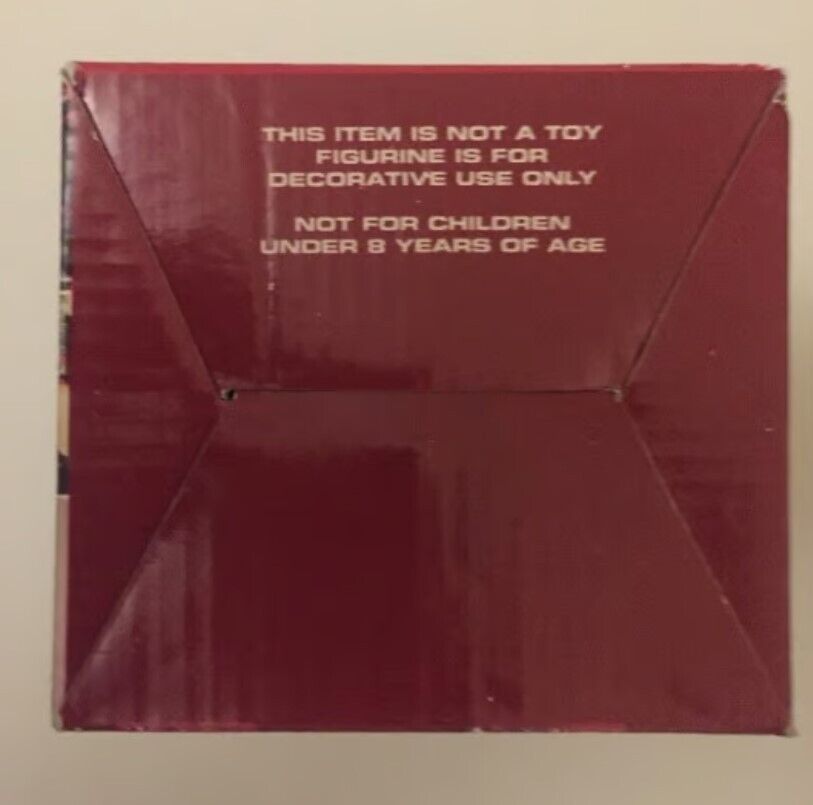 THIS ITEM IS NOT A TOY
FIGURINE IS FOR
DECORATIVE USE ONLY
NOT FOR CHILDREN
UNDER 8 YEARS OF AGE